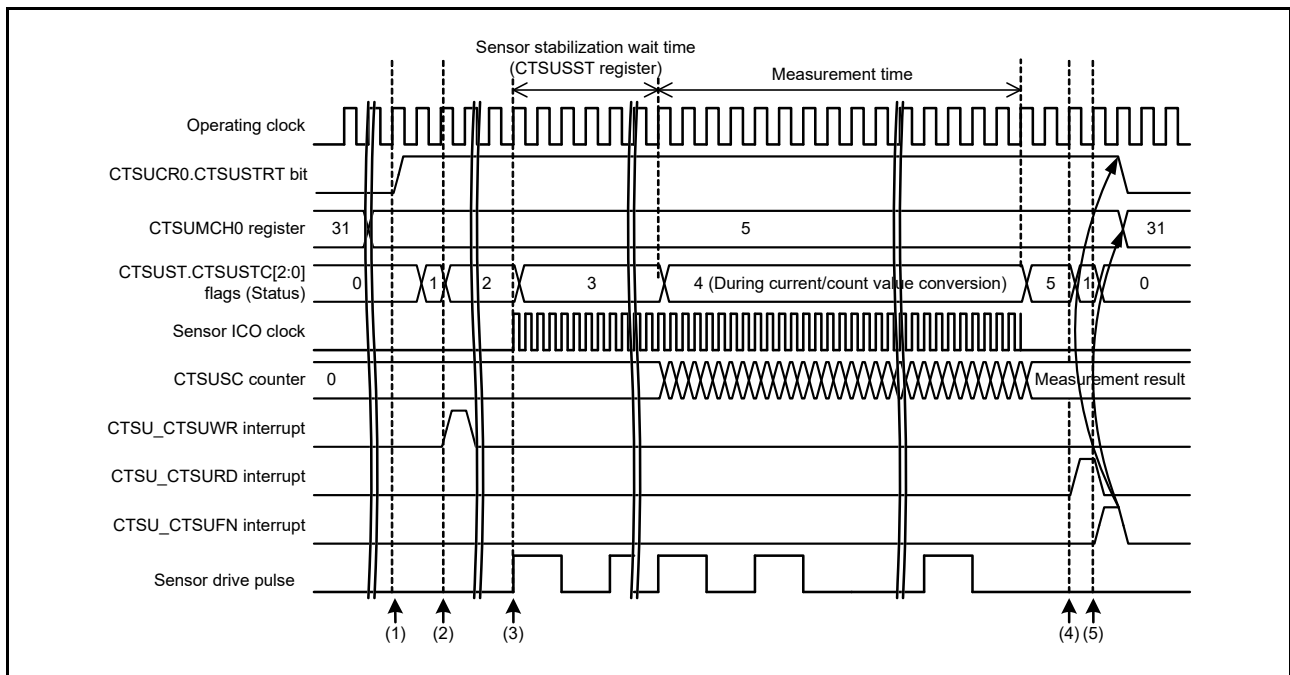 Sensor stabilization wait time
(CTSUSST register)
Measurement time
Operating clock
CTSUCR0.CTSUSTRT bit
CTSUMCH0 register
31
5
31
CTSUST.CTSUSTC[2:0]
flags (Status)
0
1
2
3
4 (During current/count value conversion)
5
1
0
Sensor ICO clock
CTSUSC counter
0
Measurement result
CTSU_CTSUWR interrupt
CTSU_CTSURD interrupt
CTSU_CTSUFN interrupt
Sensor drive pulse
(1)
(2)
(3)
(4)
(5)